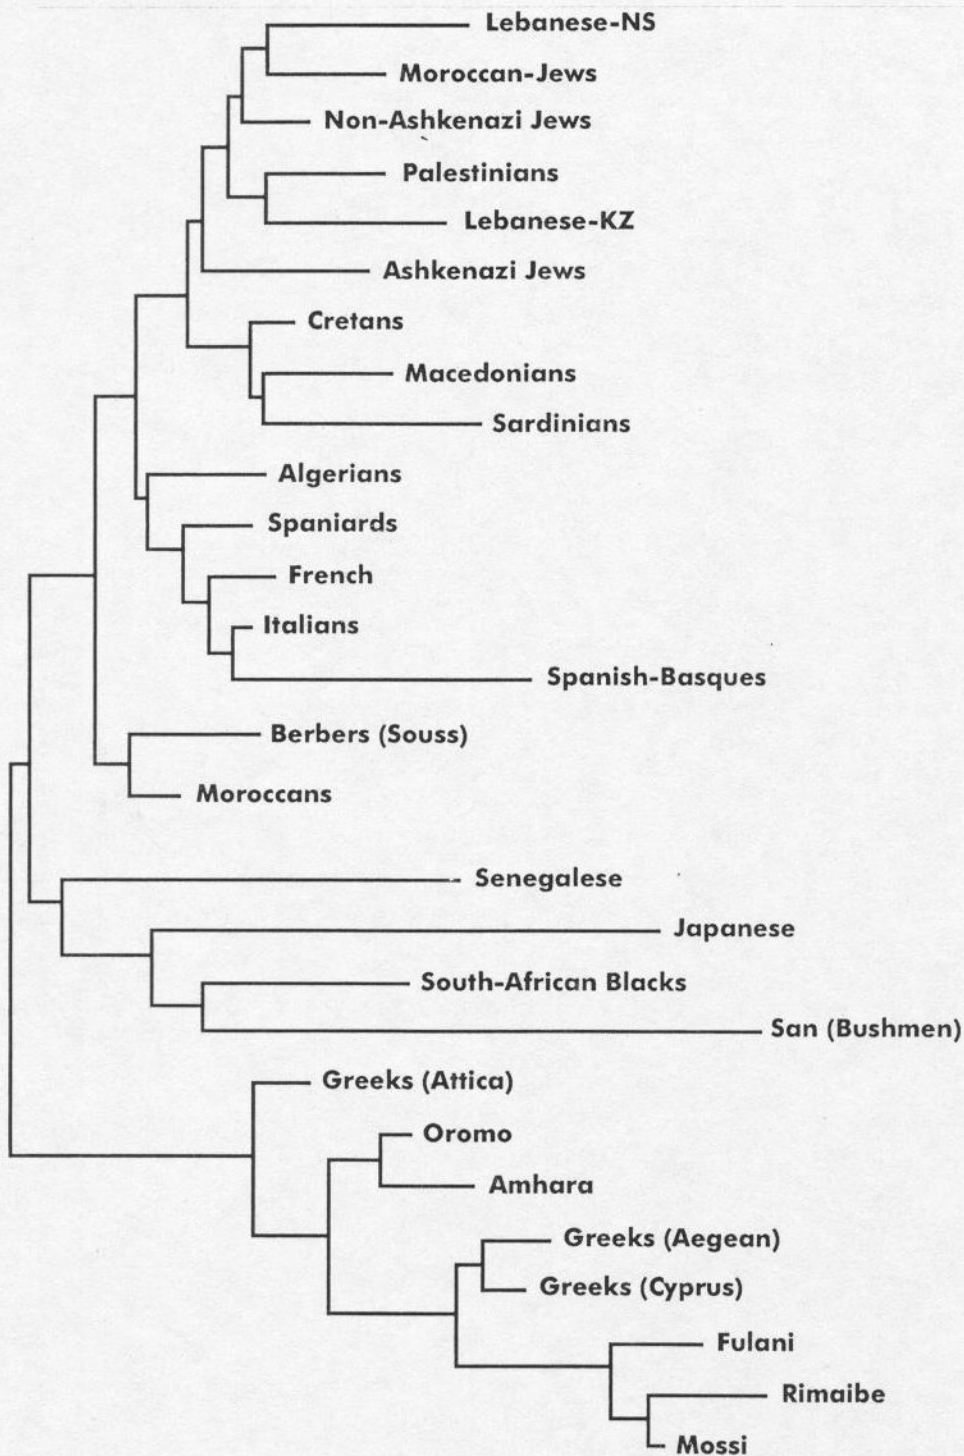 Lebanese-NS
Moroccan-Jews
Non-Ashkenazi Jews
Palestinians
Lebanese-KZ
Ashkenazi Jews
Cretans
Macedonians
Sardinians
Algerians
Spaniards
French
Italians
Spanish-Basques
Berbers (Souss)
Moroccans
Senegalese
Japanese
South-African Blacks
San (Bushmen)
Greeks (Attica)
Oromo
Amhara
Greeks (Aegean)
Greeks (Cyprus)
Fulani
Rimaibe
Mossi